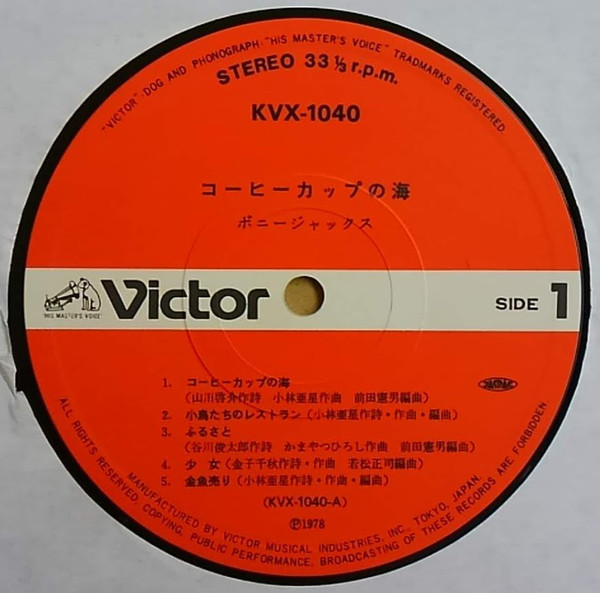 "VICTOR"·DOG AND PHONOGRAPH·"HIS MASTER'S VOICE" TRADMARKS REGISTERED.
STEREO 33 1/3 r.p.m.
KVX-1040
コーヒーカップの海
ボニージャックス
"HIS MASTER'S VOICE"
Victor
SIDE 1
1. コーヒーカップの海
(山川啓介作詩 小林亜星作曲 前田憲男編曲)
2. 小鳥たちのレストラン(小林亜星作詩・作曲・編曲)
3. ふるさと
(谷川俊太郎作詩 かまやつひろし作曲 前田憲男編曲)
4. 少女(金子千秋作詩・作曲 若松正司編曲)
5. 金魚売り(小林亜星作詩・作曲・編曲)
(KVX-1040-A)
Ⓟ1978
MANUFACTURED BY VICTOR MUSICAL INDUSTRIES, INC., TOKYO, JAPAN.
ALL RIGHTS RESERVED. COPYING, PUBLIC PERFORMANCE, BROADCASTING OF THESE RECORDS ARE FORBIDDEN.